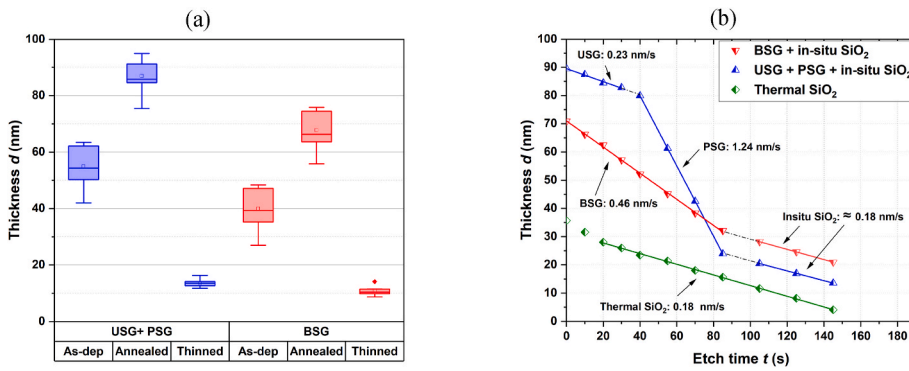 (a)
100
80
60
40
20
0
Thickness d (nm)
USG+ PSG
BSG
As-dep
Annealed
Thinned
As-dep
Annealed
Thinned
(b)
100
90
80
70
60
50
40
30
20
10
0
Thickness d (nm)
USG: 0.23 nm/s
BSG + in-situ SiO₂
USG + PSG + in-situ SiO₂
Thermal SiO₂
PSG: 1.24 nm/s
BSG: 0.46 nm/s
Insitu SiO₂: ≈ 0.18 nm/s
Thermal SiO₂: 0.18 nm/s
0 20 40 60 80 100 120 140 160 180
Etch time t (s)